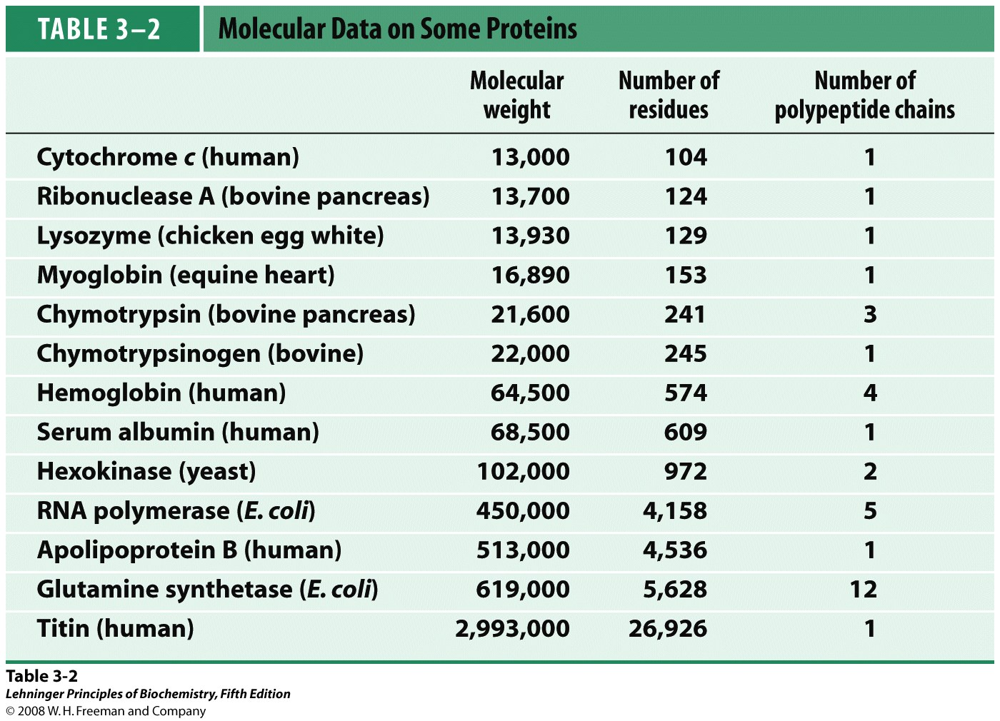 TABLE 3–2 Molecular Data on Some Proteins
Molecular weight Number of residues Number of polypeptide chains
Cytochrome c (human) 13,000 104 1
Ribonuclease A (bovine pancreas) 13,700 124 1
Lysozyme (chicken egg white) 13,930 129 1
Myoglobin (equine heart) 16,890 153 1
Chymotrypsin (bovine pancreas) 21,600 241 3
Chymotrypsinogen (bovine) 22,000 245 1
Hemoglobin (human) 64,500 574 4
Serum albumin (human) 68,500 609 1
Hexokinase (yeast) 102,000 972 2
RNA polymerase (E. coli) 450,000 4,158 5
Apolipoprotein B (human) 513,000 4,536 1
Glutamine synthetase (E. coli) 619,000 5,628 12
Titin (human) 2,993,000 26,926 1
Table 3-2
Lehninger Principles of Biochemistry, Fifth Edition
© 2008 W. H. Freeman and Company